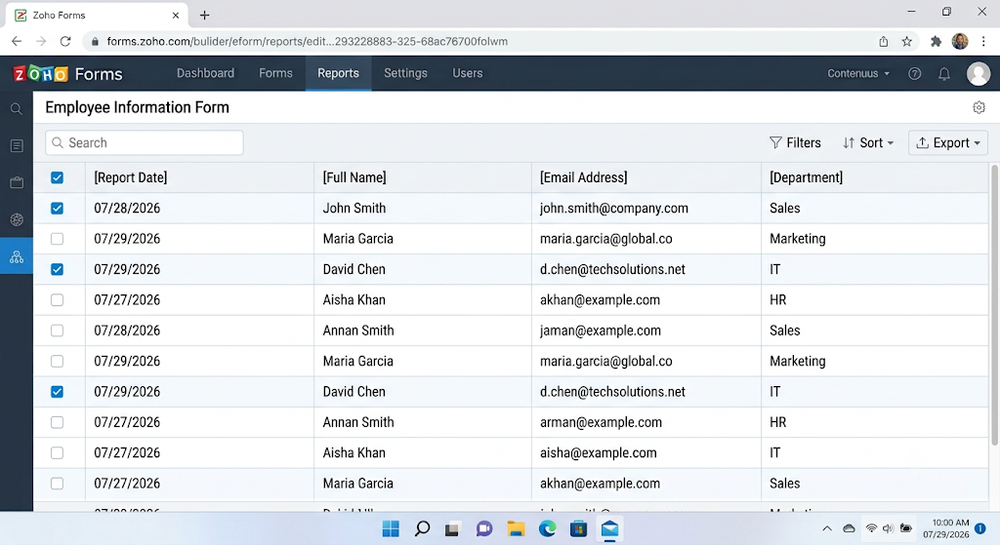 Zoho Forms
forms.zoho.com/bulider/eform/reports/edit...293228883-325-68ac76700folwm
ZOHO Forms Dashboard Forms Reports Settings Users Contenuus
Employee Information Form
Search Filters Sort Export
[Report Date] [Full Name] [Email Address] [Department]
07/28/2026 John Smith john.smith@company.com Sales
07/29/2026 Maria Garcia maria.garcia@global.co Marketing
07/29/2026 David Chen d.chen@techsolutions.net IT
07/27/2026 Aisha Khan akhan@example.com HR
07/28/2026 Annan Smith jaman@example.com Sales
07/29/2026 Maria Garcia maria.garcia@global.co Marketing
07/29/2026 David Chen d.chen@techsolutions.net IT
07/27/2026 Annan Smith arman@example.com HR
07/27/2026 Aisha Khan aisha@example.com IT
07/27/2026 Maria Garcia akhan@example.com Sales
10:00 AM
07/29/2026 1